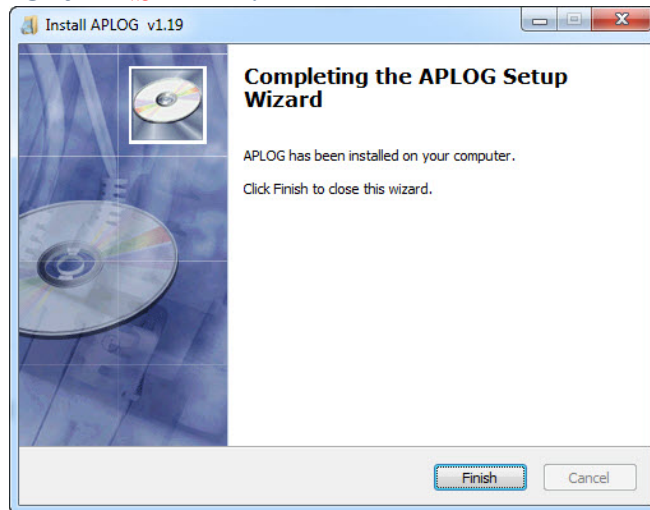 Install APLOG v1.19
Completing the APLOG Setup
Wizard
APLOG has been installed on your computer.
Click Finish to close this wizard.
Finish
Cancel